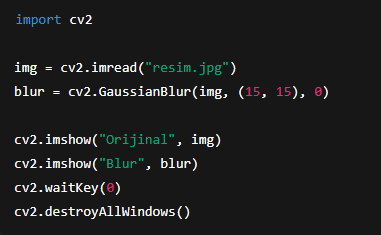 import cv2
img = cv2.imread("resim.jpg")
blur = cv2.GaussianBlur(img, (15, 15), 0)
cv2.imshow("Orijinal", img)
cv2.imshow("Blur", blur)
cv2.waitKey(0)
cv2.destroyAllWindows()